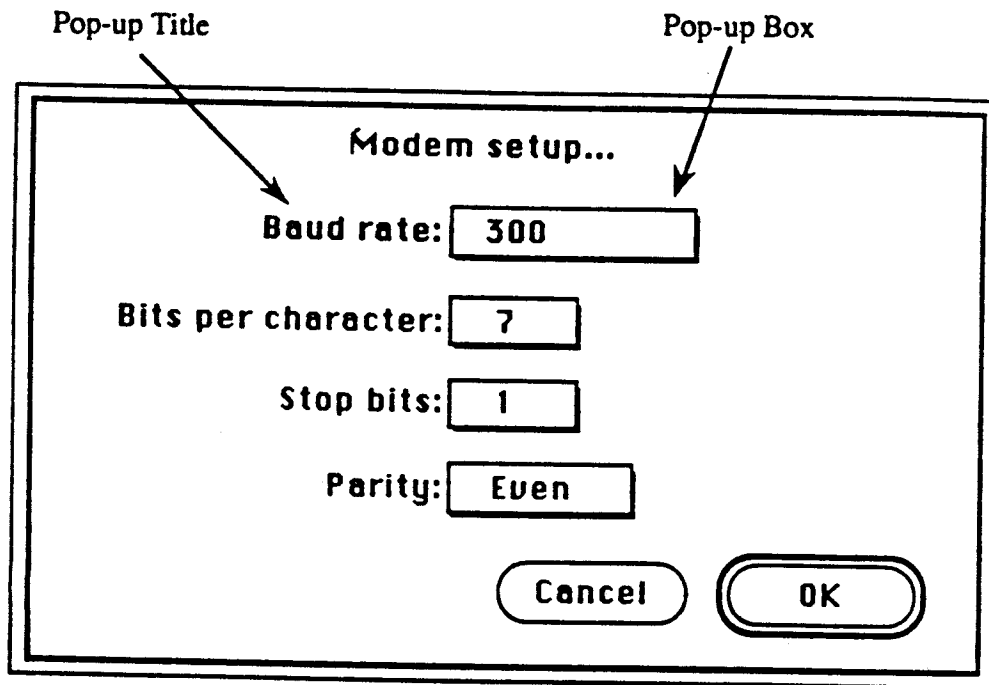 Pop-up Title Pop-up Box
Modem setup...
Baud rate: 300
Bits per character: 7
Stop bits: 1
Parity: Even
Cancel OK